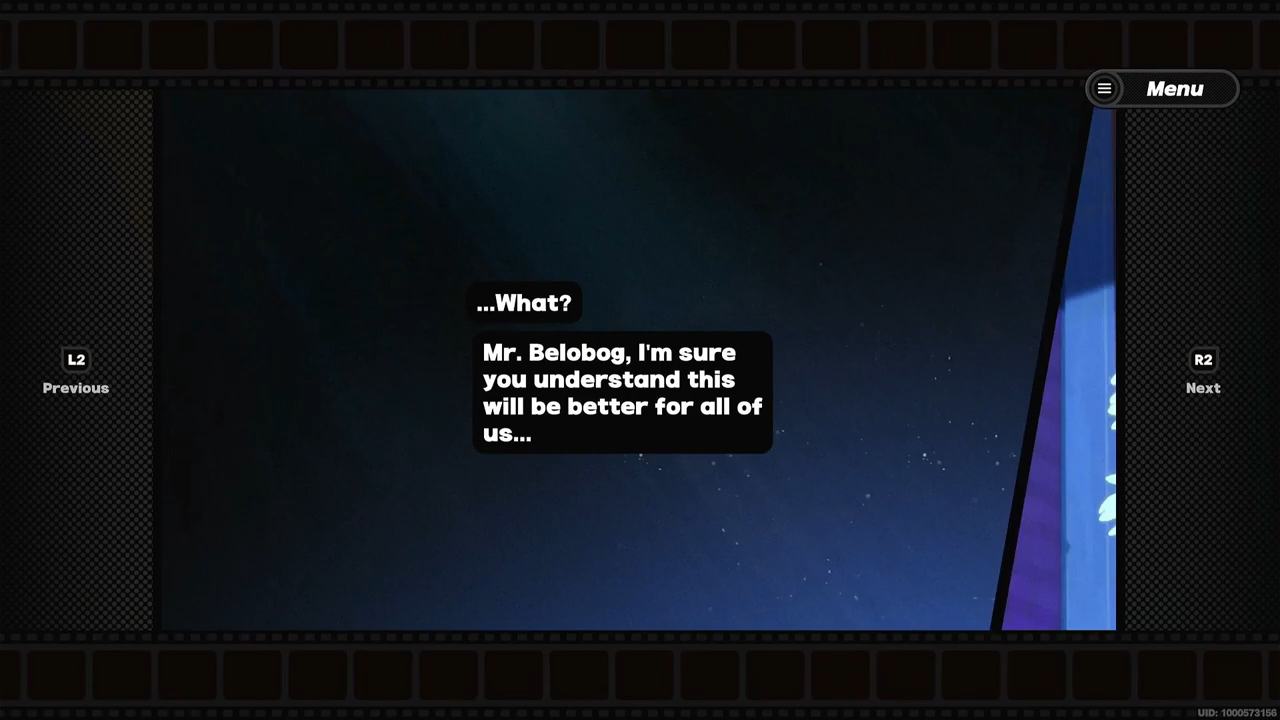 Menu
...What?
Mr. Belobog, I'm sure
you understand this
will be better for all of
us...
L2
Previous
R2
Next
UID: 1000573156